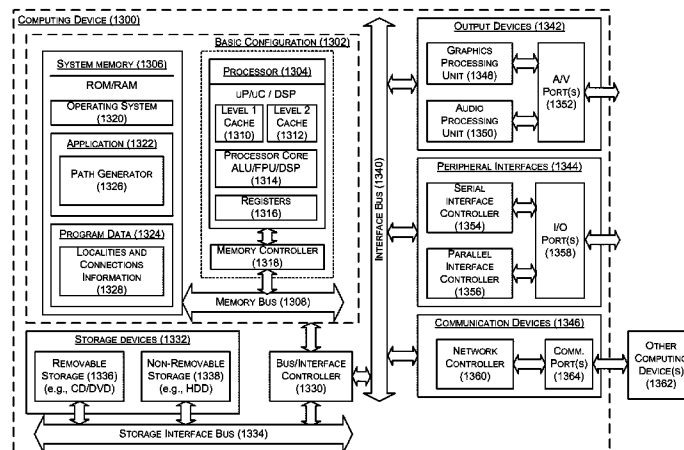 COMPUTING DEVICE (1300)
BASIC CONFIGURATION (1302)
SYSTEM MEMORY (1306)
ROM/RAM
OPERATING SYSTEM
(1320)
APPLICATION (1322)
PATH GENERATOR
(1326)
PROGRAM DATA (1324)
LOCALITIES AND
CONNECTIONS
INFORMATION
(1328)
PROCESSOR (1304)
uP/uC / DSP
LEVEL 1
CACHE
(1310)
LEVEL 2
CACHE
(1312)
PROCESSOR CORE
ALU/FPU/DSP
(1314)
REGISTERS
(1316)
MEMORY CONTROLLER
(1318)
MEMORY BUS (1308)
STORAGE DEVICES (1332)
REMOVABLE
STORAGE (1336)
(e.g., CD/DVD)
NON-REMOVABLE
STORAGE (1338)
(e.g., HDD)
BUS/INTERFACE
CONTROLLER
(1330)
STORAGE INTERFACE BUS (1334)
INTERFACE BUS (1340)
OUTPUT DEVICES (1342)
GRAPHICS
PROCESSING
UNIT (1348)
AUDIO
PROCESSING
UNIT (1350)
A/V
PORT(S)
(1352)
PERIPHERAL INTERFACES (1344)
SERIAL
INTERFACE
CONTROLLER
(1354)
PARALLEL
INTERFACE
CONTROLLER
(1356)
I/O
PORT(S)
(1358)
COMMUNICATION DEVICES (1346)
NETWORK
CONTROLLER
(1360)
COMM.
PORT(S)
(1364)
OTHER
COMPUTING
DEVICE(S)
(1362)